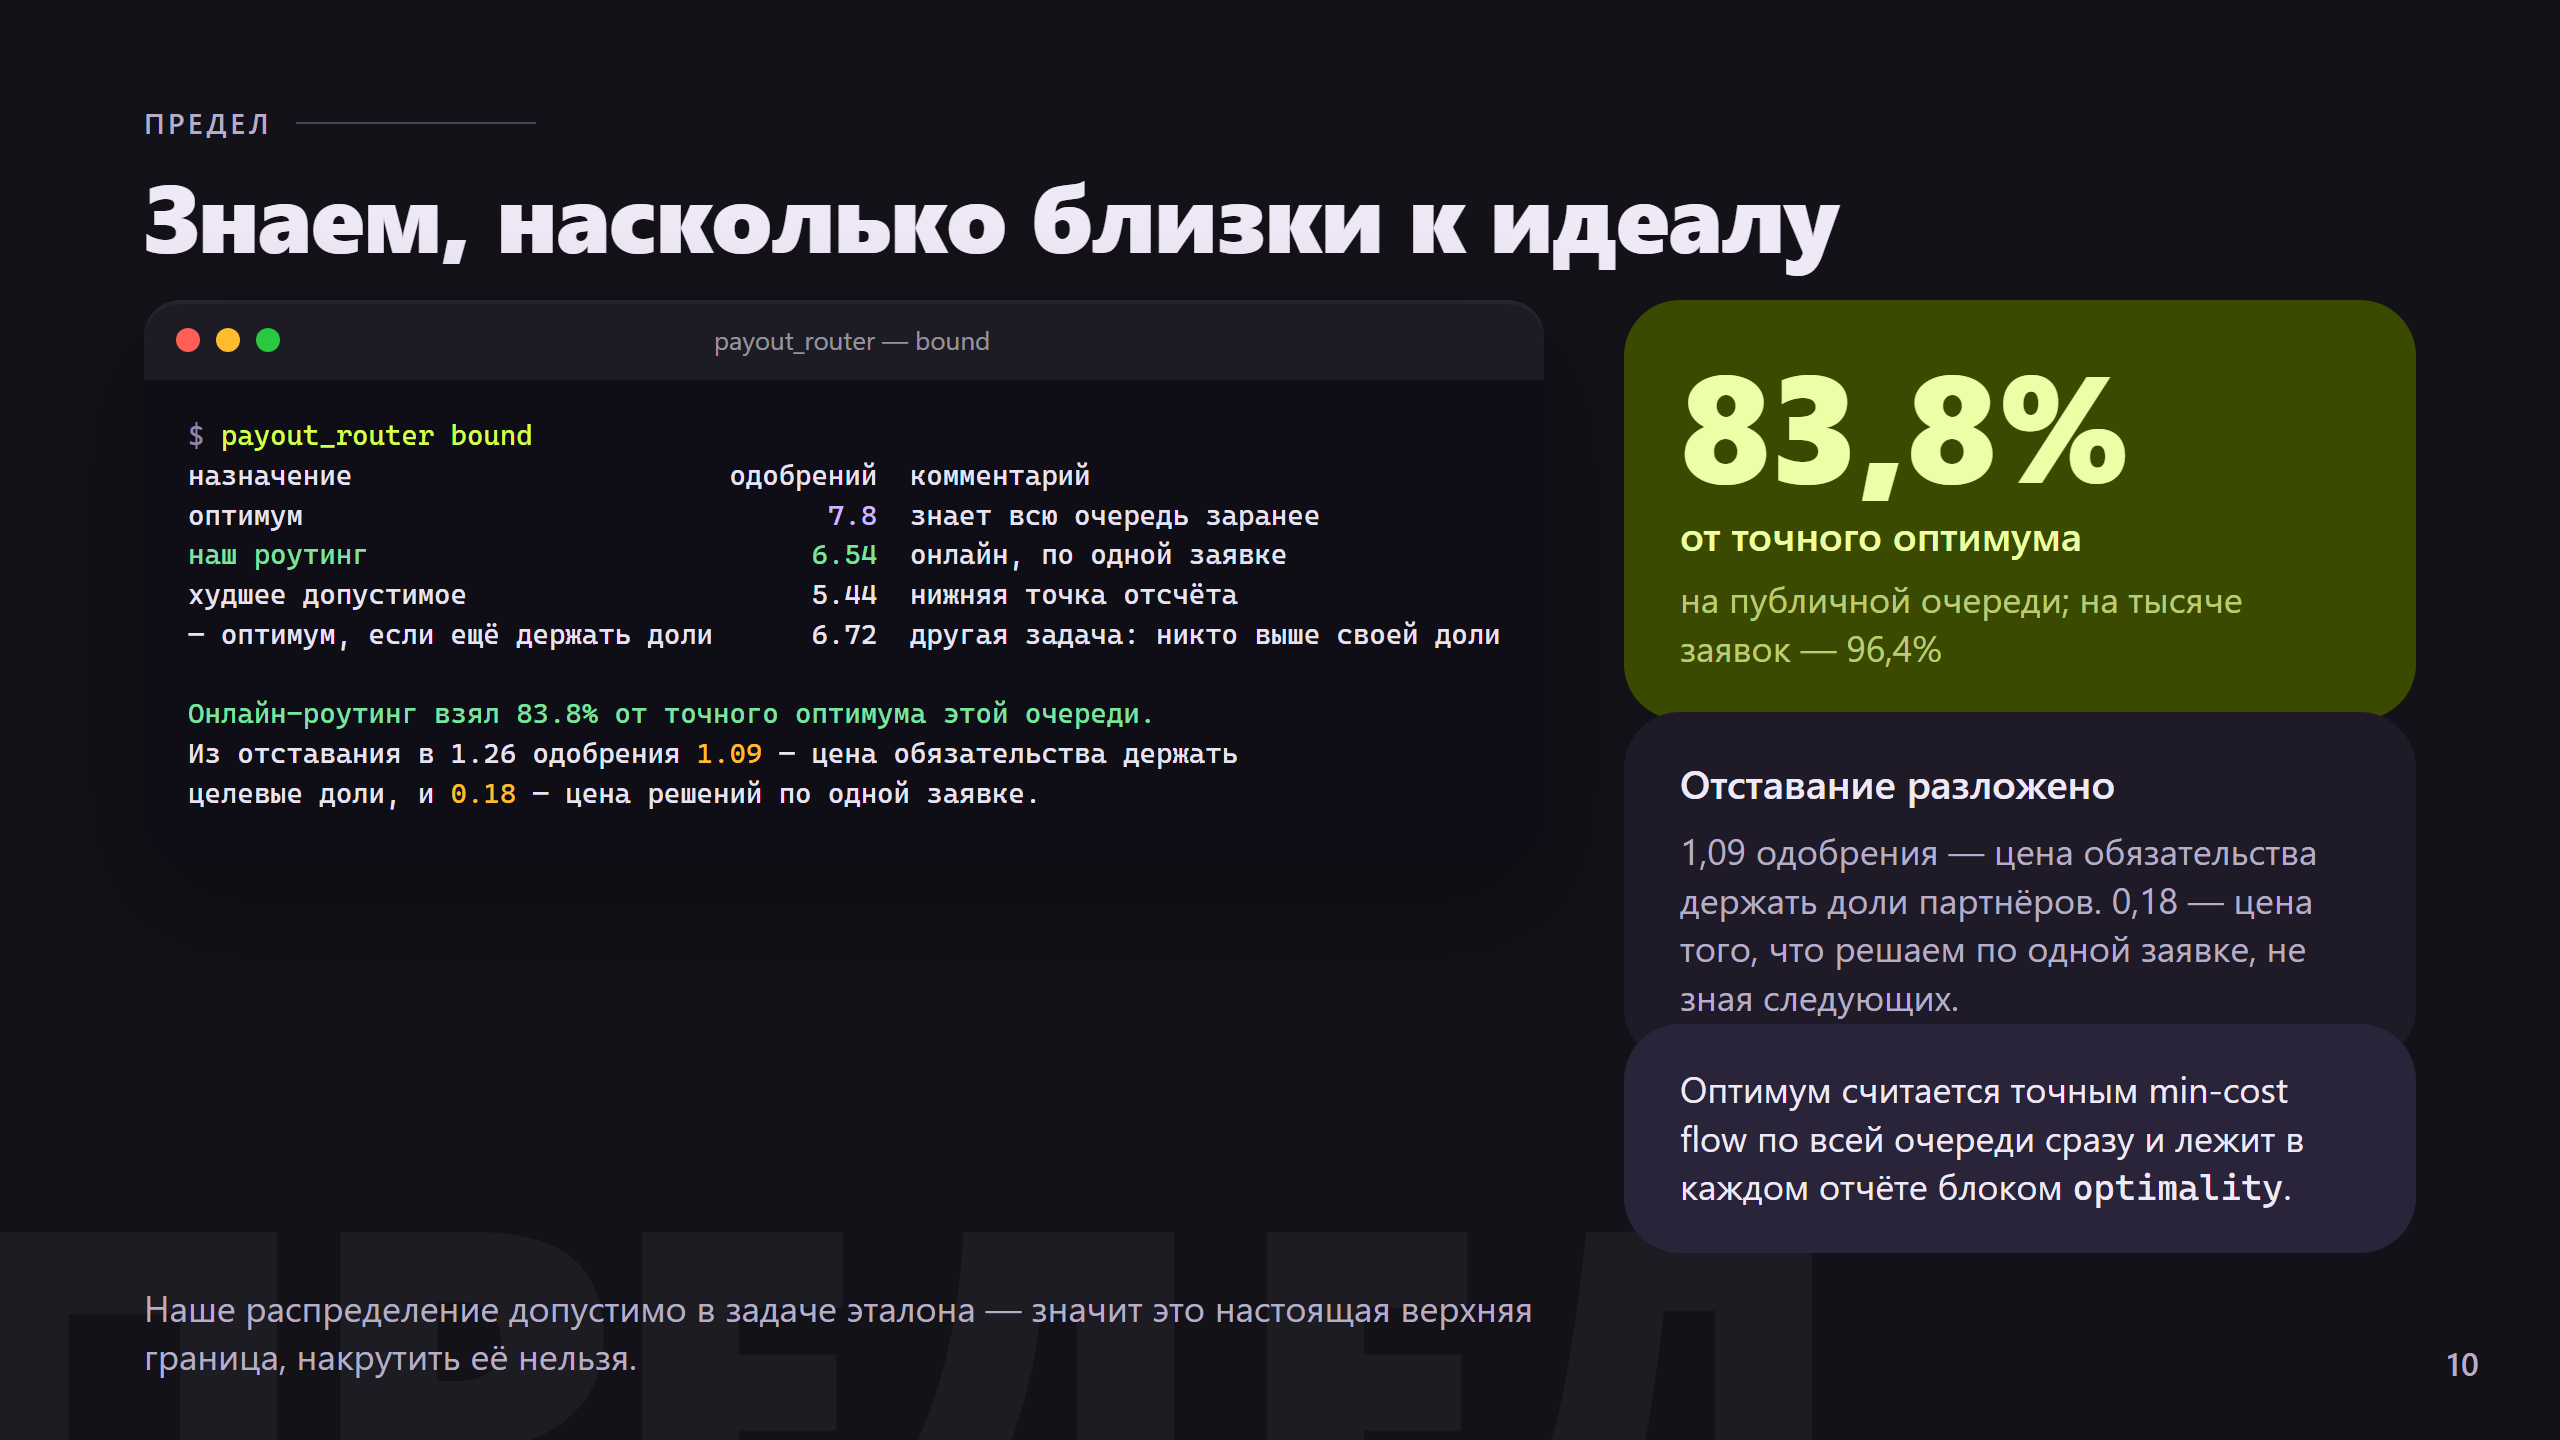 ПРЕДЕЛ
Знаем, насколько близки к идеалу
payout_router — bound
$ payout_router bound
назначение одобрений комментарий
оптимум 7.8 знает всю очередь заранее
наш роутинг 6.54 онлайн, по одной заявке
худшее допустимое 5.44 нижняя точка отсчёта
— оптимум, если ещё держать доли 6.72 другая задача: никто выше своей доли
Онлайн-роутинг взял 83.8% от точного оптимума этой очереди.
Из отставания в 1.26 одобрения 1.09 — цена обязательства держать
целевые доли, и 0.18 — цена решений по одной заявке.
83,8%
от точного оптимума
на публичной очереди; на тысяче
заявок — 96,4%
Отставание разложено
1,09 одобрения — цена обязательства
держать доли партнёров. 0,18 — цена
того, что решаем по одной заявке, не
зная следующих.
Оптимум считается точным min-cost
flow по всей очереди сразу и лежит в
каждом отчёте блоком optimality.
Наше распределение допустимо в задаче эталона — значит это настоящая верхняя
граница, накрутить её нельзя.
ПРЕДЕЛ
10